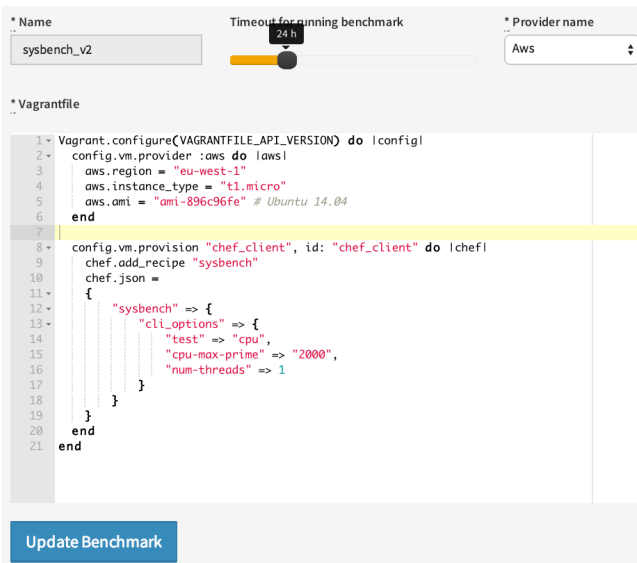 * Name
Timeout for running benchmark
* Provider name
24 h
sysbench_v2
Aws
* Vagrantfile
1 Vagrant.configure(VAGRANTFILE_API_VERSION) do |config|
2   config.vm.provider :aws do |aws|
3     aws.region = "eu-west-1"
4     aws.instance_type = "t1.micro"
5     aws.ami = "ami-896c96fe" # Ubuntu 14.04
6   end
7
8   config.vm.provision "chef_client", id: "chef_client" do |chef|
9     chef.add_recipe "sysbench"
10     chef.json =
11     {
12         "sysbench" => {
13             "cli_options" => {
14                 "test" => "cpu",
15                 "cpu-max-prime" => "2000",
16                 "num-threads" => 1
17             }
18         }
19     }
20   end
21 end
Update Benchmark